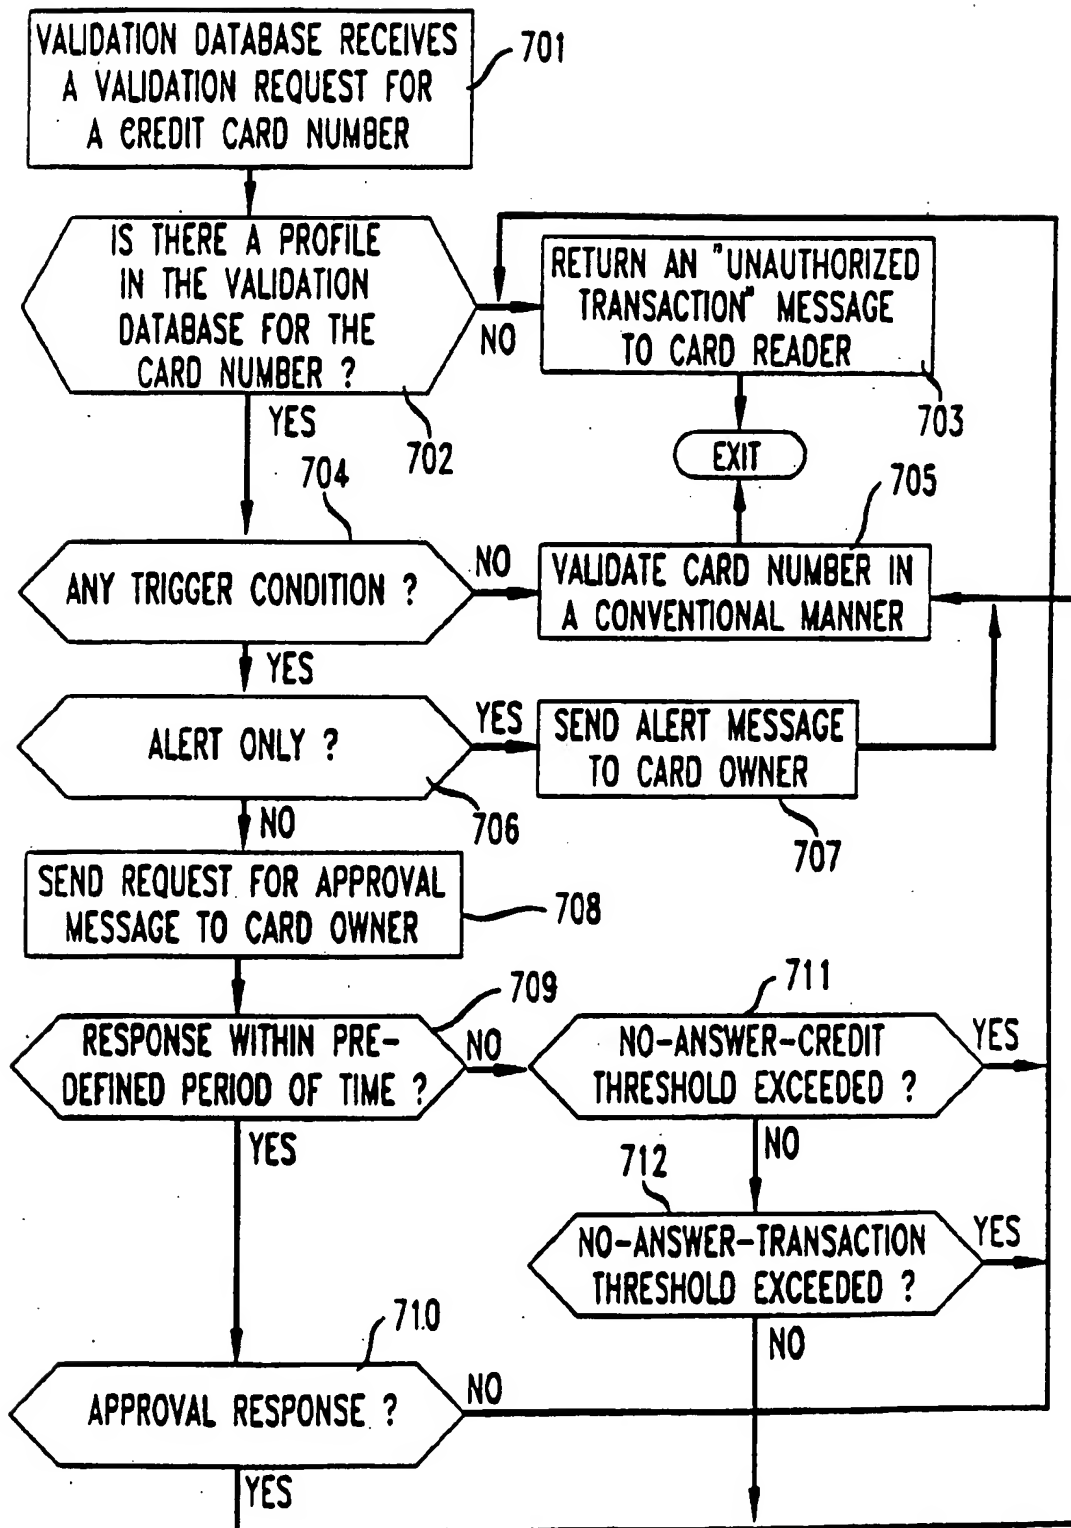 VALIDATION DATABASE RECEIVES
A VALIDATION REQUEST FOR
A CREDIT CARD NUMBER
701
IS THERE A PROFILE
IN THE VALIDATION
DATABASE FOR THE
CARD NUMBER ?
702
NO
YES
RETURN AN "UNAUTHORIZED
TRANSACTION" MESSAGE
TO CARD READER
703
EXIT
704
ANY TRIGGER CONDITION ?
NO
YES
705
VALIDATE CARD NUMBER IN
A CONVENTIONAL MANNER
ALERT ONLY ?
706
YES
NO
SEND ALERT MESSAGE
TO CARD OWNER
707
SEND REQUEST FOR APPROVAL
MESSAGE TO CARD OWNER
708
709
RESPONSE WITHIN PRE-
DEFINED PERIOD OF TIME ?
NO
YES
711
NO-ANSWER-CREDIT
THRESHOLD EXCEEDED ?
YES
NO
712
NO-ANSWER-TRANSACTION
THRESHOLD EXCEEDED ?
YES
NO
710
APPROVAL RESPONSE ?
NO
YES